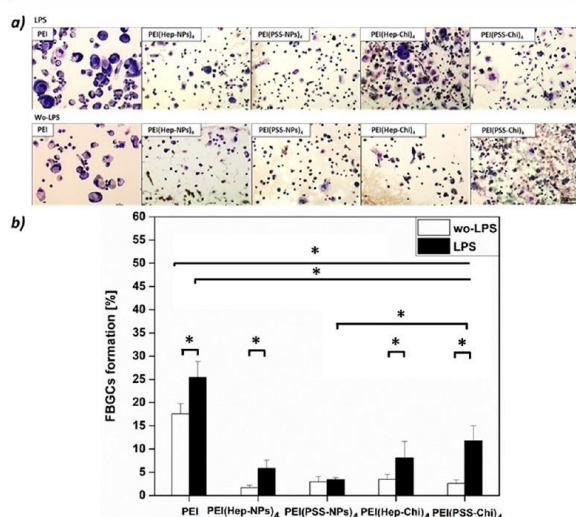 a)
LPS
PEI
PEI(Hep-NPs)4
PEI(PSS-NPs)4
PEI(Hep-Chi)4
PEI(PSS-Chi)4
Wo-LPS
PEI
PEI(Hep-NPs)4
PEI(PSS-NPs)4
PEI(Hep-Chi)4
PEI(PSS-Chi)4
b)
FBGCs formation [%]
60
55
50
45
40
35
30
25
20
15
10
5
0
wo-LPS
LPS
*
*
*
*
*
*
*
PEI
PEI(Hep-NPs)4
PEI(PSS-NPs)4
PEI(Hep-Chi)4
PEI(PSS-Chi)4